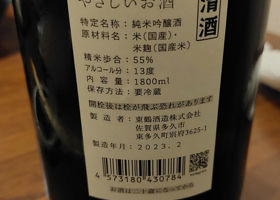 やさしいお酒
清酒
特定名称：純米吟醸酒
原材料名：米(国産)・
米麹(国産米)
精米歩合：55%
アルコール分：13度
内容量：1800ml
保存方法：要冷蔵
開栓後は栓が飛ぶ恐れがあります
製造者：東鶴酒造株式会社
佐賀県多久市
東多久町別府3625-1
製造年月：2023.2
4 573180 430784
お酒は二十歳になってから